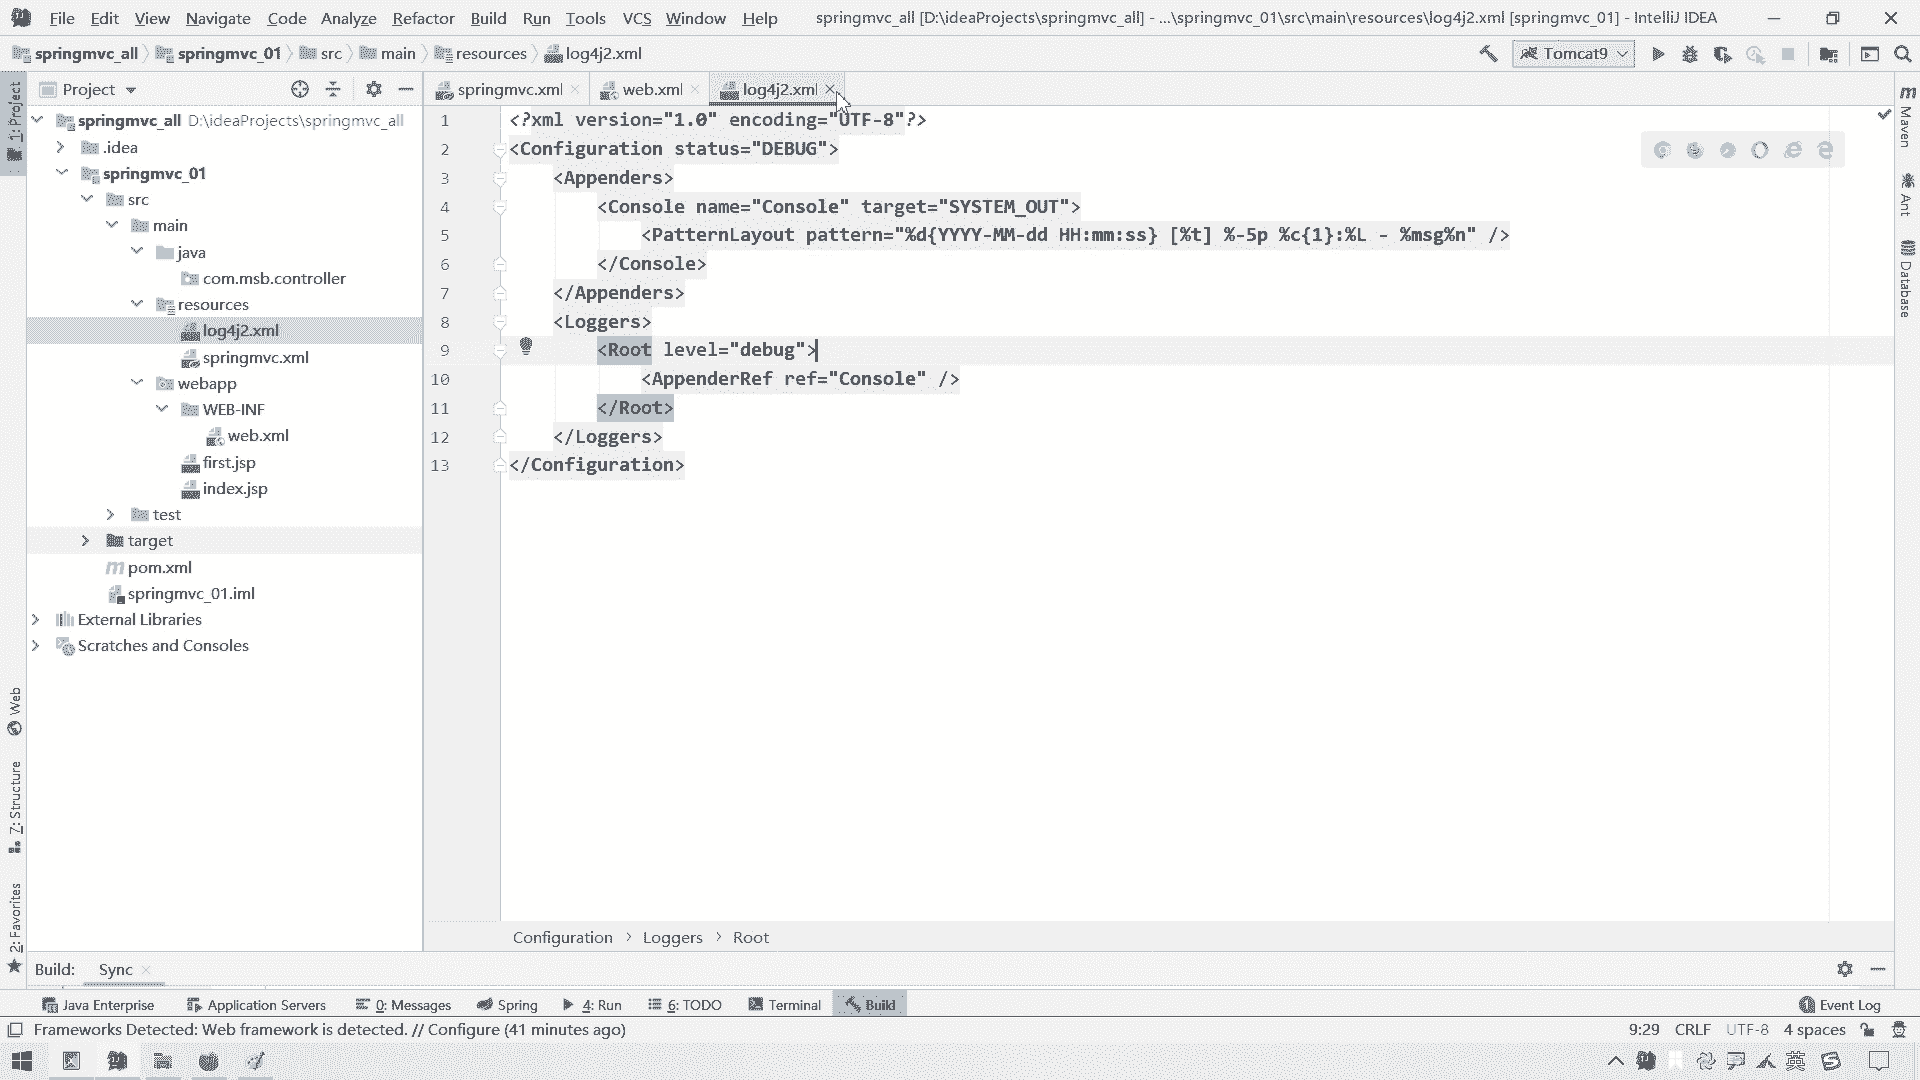 File Edit View Navigate Code Analyze Refactor Build Run Tools VCS Window Help springmvc_all [D:\ideaProjects\springmvc_all] - ...\springmvc_01\src\main\resources\log4j2.xml [springmvc_01] - IntelliJ IDEA
springmvc_all springmvc_01 src main resources log4j2.xml Tomcat9
Project springmvc.xml web.xml log4j2.xml
1: Project
springmvc_all D:\ideaProjects\springmvc_all
.idea
springmvc_01
src
main
java
com.msb.controller
resources
log4j2.xml
springmvc.xml
webapp
WEB-INF
web.xml
first.jsp
index.jsp
test
target
pom.xml
springmvc_01.iml
External Libraries
Scratches and Consoles
1 <?xml version="1.0" encoding="UTF-8"?>
2 <Configuration status="DEBUG">
3 <Appenders>
4 <Console name="Console" target="SYSTEM_OUT">
5 <PatternLayout pattern="%d{YYYY-MM-dd HH:mm:ss} [%t] %-5p %c{1}:%L - %msg%n" />
6 </Console>
7 </Appenders>
8 <Loggers>
9 <Root level="debug">
10 <AppenderRef ref="Console" />
11 </Root>
12 </Loggers>
13 </Configuration>
m Maven
Ant
Database
Web
7: Structure
2: Favorites
Configuration > Loggers > Root
Build: Sync
Java Enterprise Application Servers 0: Messages Spring 4: Run 6: TODO Terminal Build 1 Event Log
Frameworks Detected: Web framework is detected. // Configure (41 minutes ago) 9:29 CRLF UTF-8 4 spaces
英